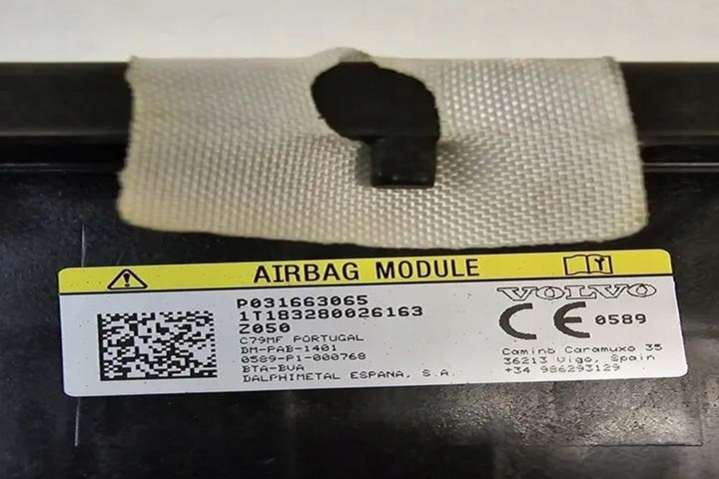 AIRBAG MODULE
P031663065
1T183280026163
Z050
C79MF PORTUGAL
DM-PAB-1401
0589-P1-000768
BTA-BVA
DALPHIMETAL ESPANA, S.A.
VOLVO
CE 0589
Camino Caramuxo 35
36213 Vigo, Spain
+34 986293129